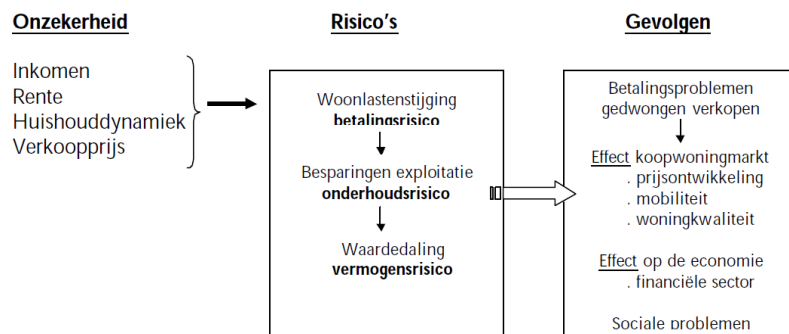 Onzekerheid
Inkomen
Rente
Huishouddynamiek
Verkoopprijs
Risico's
Woonlastenstijging
betalingsrisico
Besparingen exploitatie
onderhoudsrisico
Waardedaling
vermogensrisico
Gevolgen
Betalingsproblemen
gedwongen verkopen
Effect koopwoningmarkt
. prijsontwikkeling
. mobiliteit
. woningkwaliteit
Effect op de economie
. financiële sector
Sociale problemen